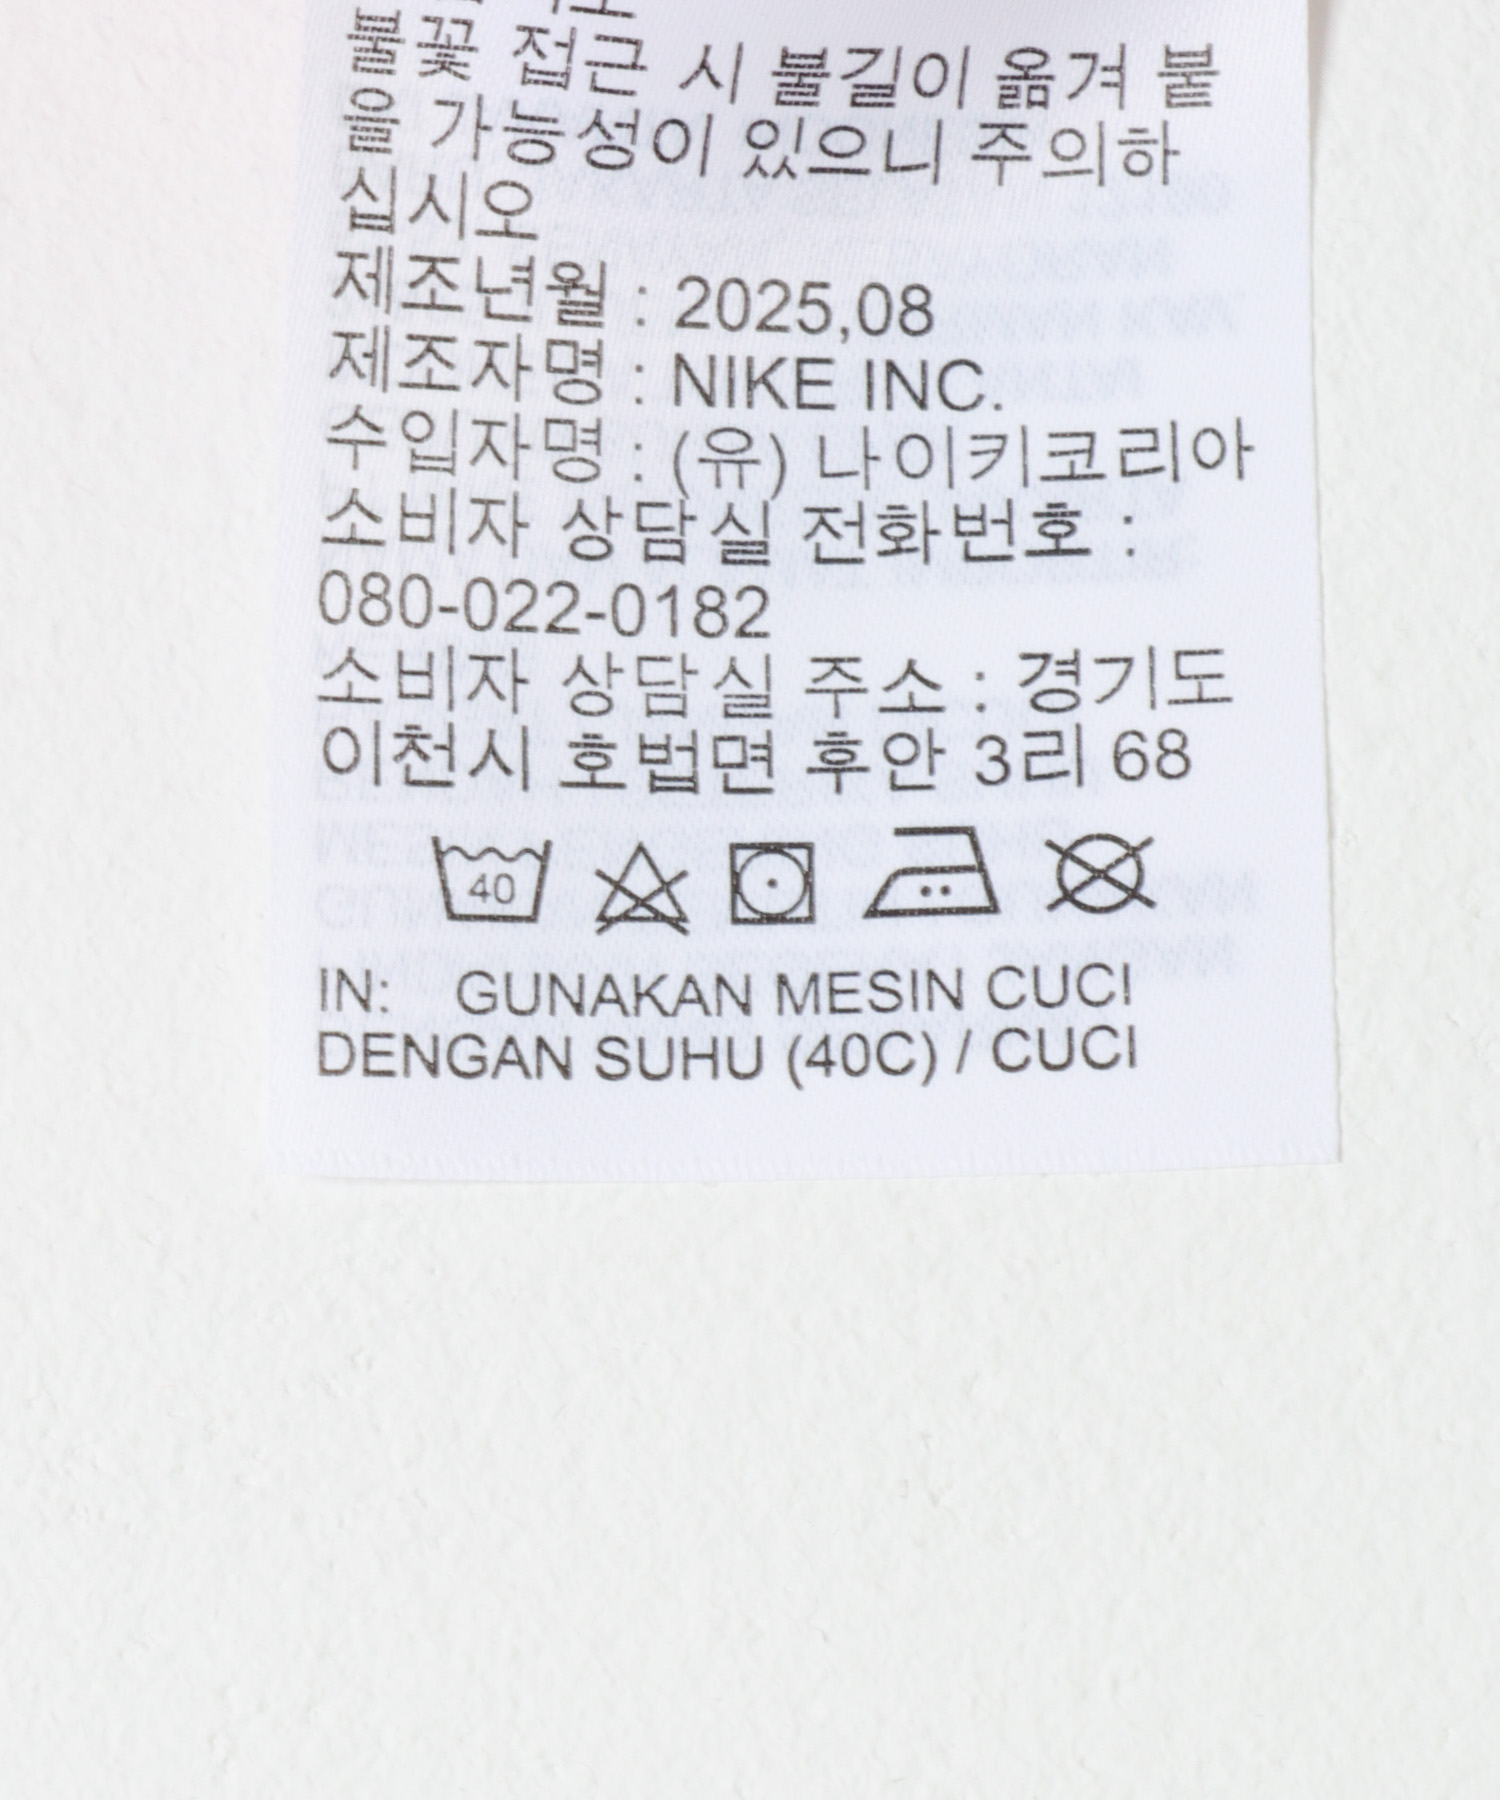 불꽃 접근 시 불길이 옮겨 붙
을 가능성이 있으니 주의하
십시오
제조년월 : 2025,08
제조자명 : NIKE INC.
수입자명 : (유) 나이키코리아
소비자 상담실 전화번호 :
080-022-0182
소비자 상담실 주소 : 경기도
이천시 호법면 후안 3리 68
40
IN: GUNAKAN MESIN CUCI
DENGAN SUHU (40C) / CUCI